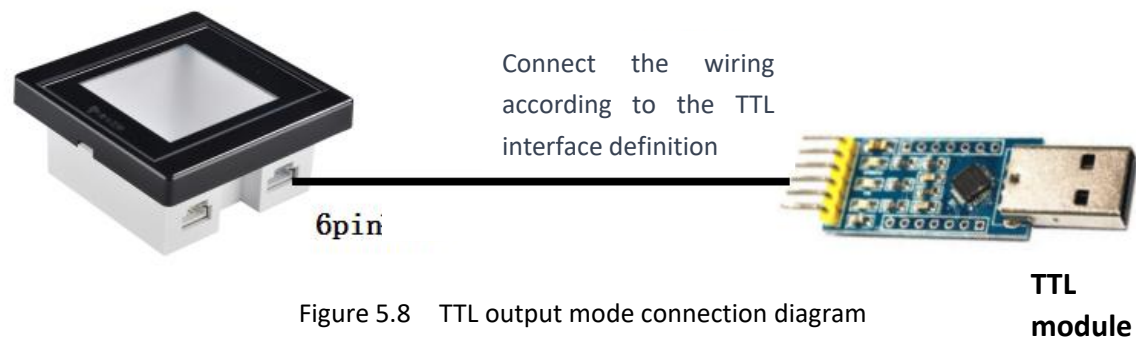 Connect the wiring
according to the TTL
interface definition
6pin
TTL
module
Figure 5.8 TTL output mode connection diagram